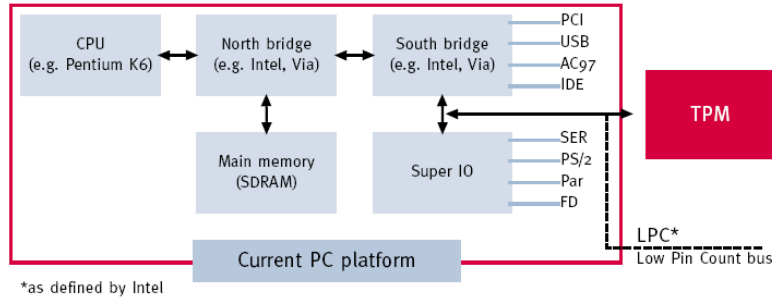 CPU
(e.g. Pentium K6)
North bridge
(e.g. Intel, Via)
South bridge
(e.g. Intel, Via)
PCI
USB
AC97
IDE
TPM
Main memory
(SDRAM)
Super IO
SER
PS/2
Par
FD
LPC*
Low Pin Count bus
Current PC platform
*as defined by Intel